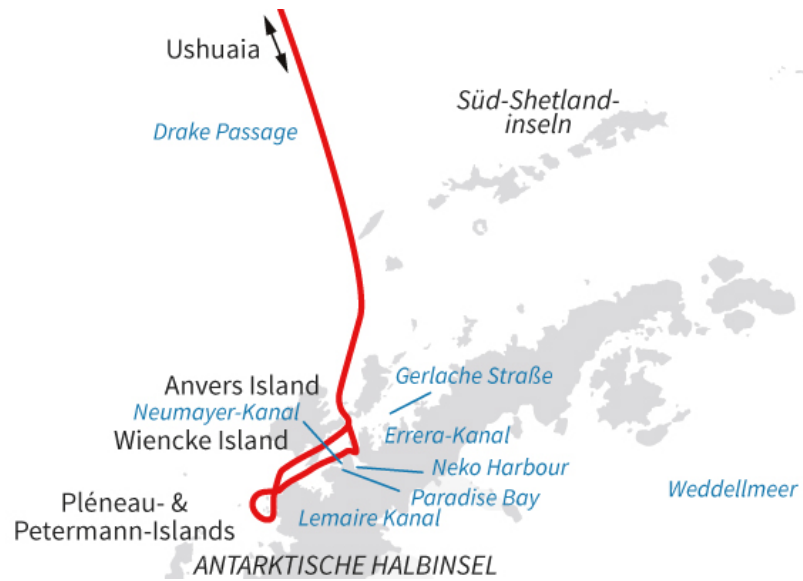 Ushuaia
Süd-Shetland-
inseln
Drake Passage
Gerlache Straße
Anvers Island
Neumayer-Kanal
Wiencke Island
Errera-Kanal
Neko Harbour
Paradise Bay
Weddellmeer
Pléneau- &
Petermann-Islands
Lemaire Kanal
ANTARKTISCHE HALBINSEL